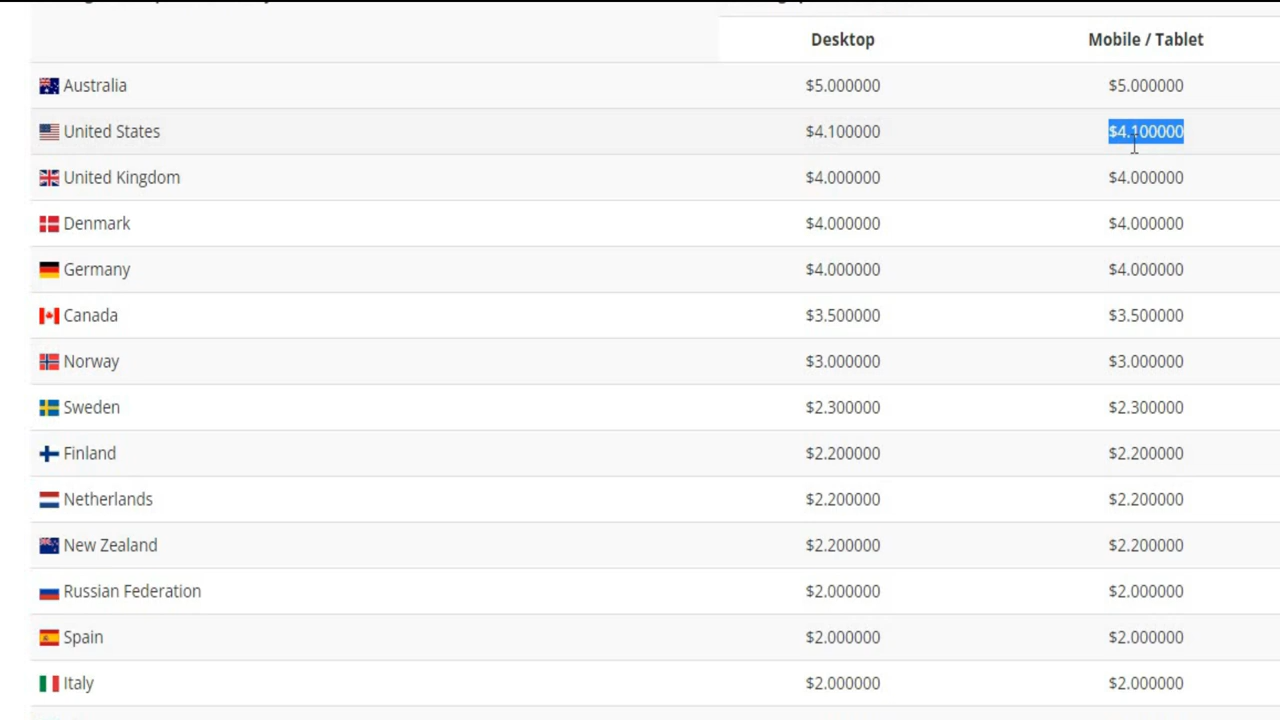 Desktop Mobile / Tablet
Australia $5.000000 $5.000000
United States $4.100000 $4.100000
United Kingdom $4.000000 $4.000000
Denmark $4.000000 $4.000000
Germany $4.000000 $4.000000
Canada $3.500000 $3.500000
Norway $3.000000 $3.000000
Sweden $2.300000 $2.300000
Finland $2.200000 $2.200000
Netherlands $2.200000 $2.200000
New Zealand $2.200000 $2.200000
Russian Federation $2.000000 $2.000000
Spain $2.000000 $2.000000
Italy $2.000000 $2.000000